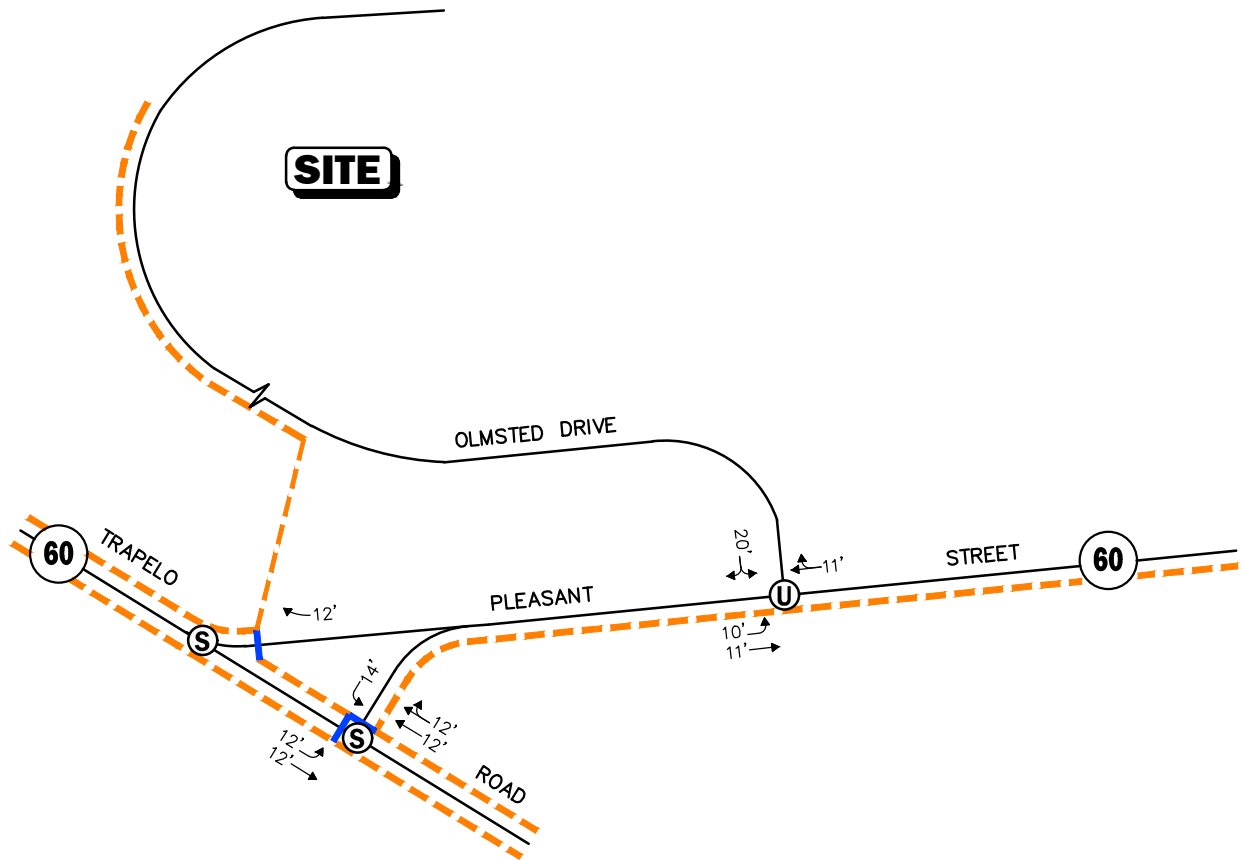 SITE
OLMSTED DRIVE
20'
11'
STREET
60
60
TRAPELO
PLEASANT
U
12'
10'
11'
S
14'
12'
12'
S
12'
12'
ROAD